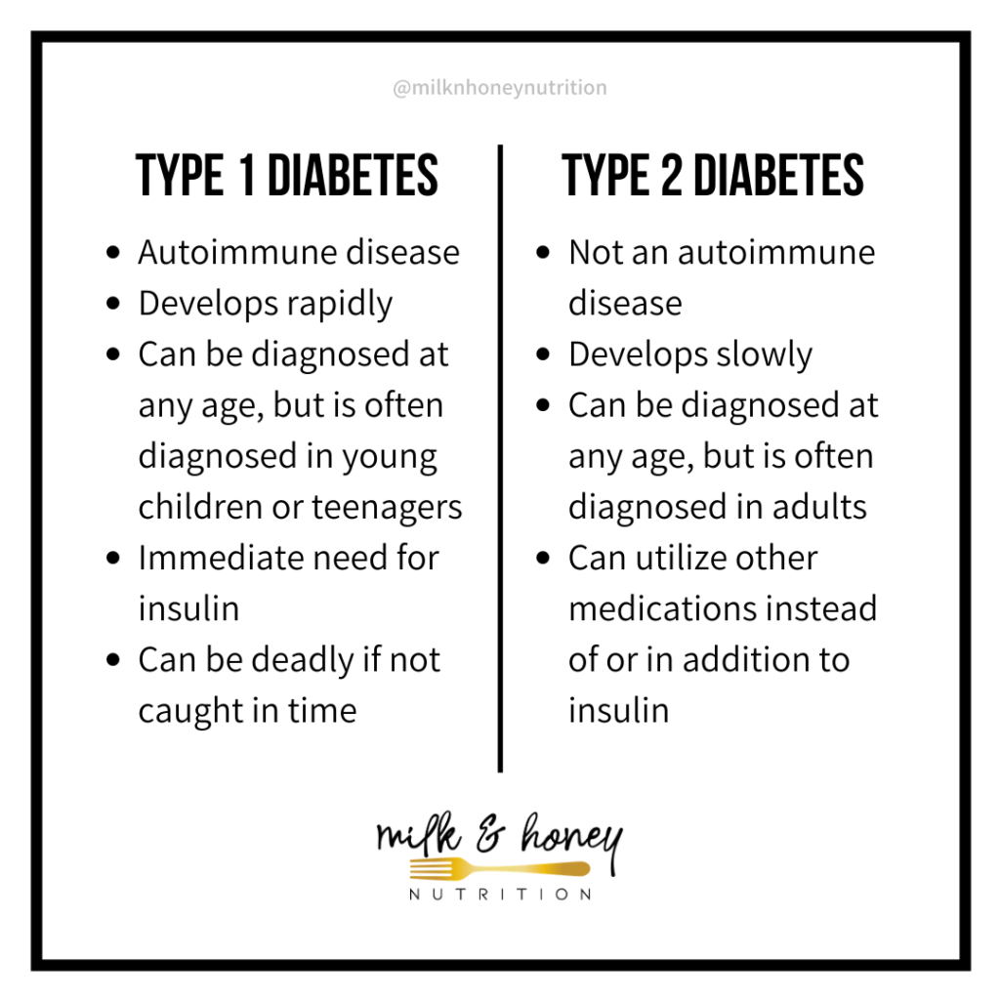 @milknhoneynutrition
TYPE 1 DIABETES
• Autoimmune disease
• Develops rapidly
• Can be diagnosed at
any age, but is often
diagnosed in young
children or teenagers
• Immediate need for
insulin
• Can be deadly if not
caught in time
TYPE 2 DIABETES
• Not an autoimmune
disease
• Develops slowly
• Can be diagnosed at
any age, but is often
diagnosed in adults
• Can utilize other
medications instead
of or in addition to
insulin
milk & honey
NUTRITION